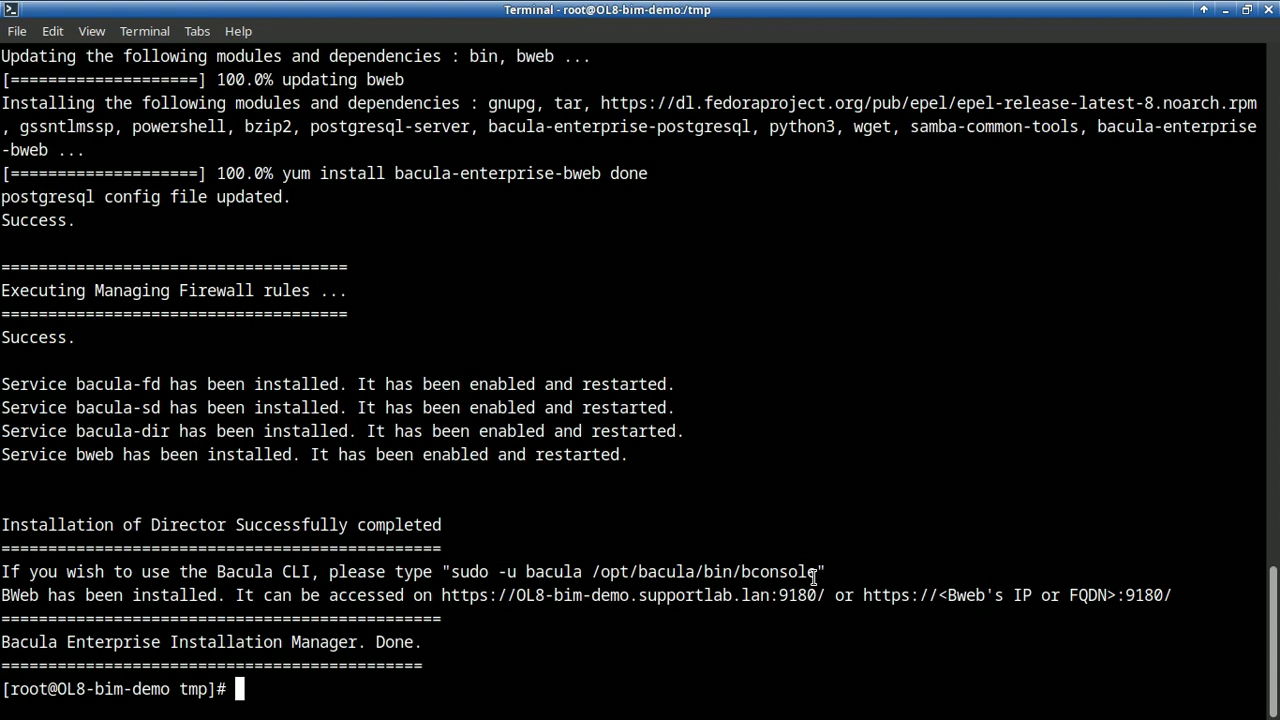 Terminal - root@OL8-bim-demo:/tmp
File Edit View Terminal Tabs Help
Updating the following modules and dependencies : bin, bweb ...
[====================] 100.0% updating bweb
Installing the following modules and dependencies : gnupg, tar, https://dl.fedoraproject.org/pub/epel/epel-release-latest-8.noarch.rpm
, gssntlmssp, powershell, bzip2, postgresql-server, bacula-enterprise-postgresql, python3, wget, samba-common-tools, bacula-enterprise
-bweb ...
[====================] 100.0% yum install bacula-enterprise-bweb done
postgresql config file updated.
Success.
=====================================
Executing Managing Firewall rules ...
=====================================
Success.
Service bacula-fd has been installed. It has been enabled and restarted.
Service bacula-sd has been installed. It has been enabled and restarted.
Service bacula-dir has been installed. It has been enabled and restarted.
Service bweb has been installed. It has been enabled and restarted.
Installation of Director Successfully completed
===============================================
If you wish to use the Bacula CLI, please type "sudo -u bacula /opt/bacula/bin/bconsole"
BWeb has been installed. It can be accessed on https://OL8-bim-demo.supportlab.lan:9180/ or https://<Bweb's IP or FQDN>:9180/
===============================================
Bacula Enterprise Installation Manager. Done.
=============================================
[root@OL8-bim-demo tmp]#